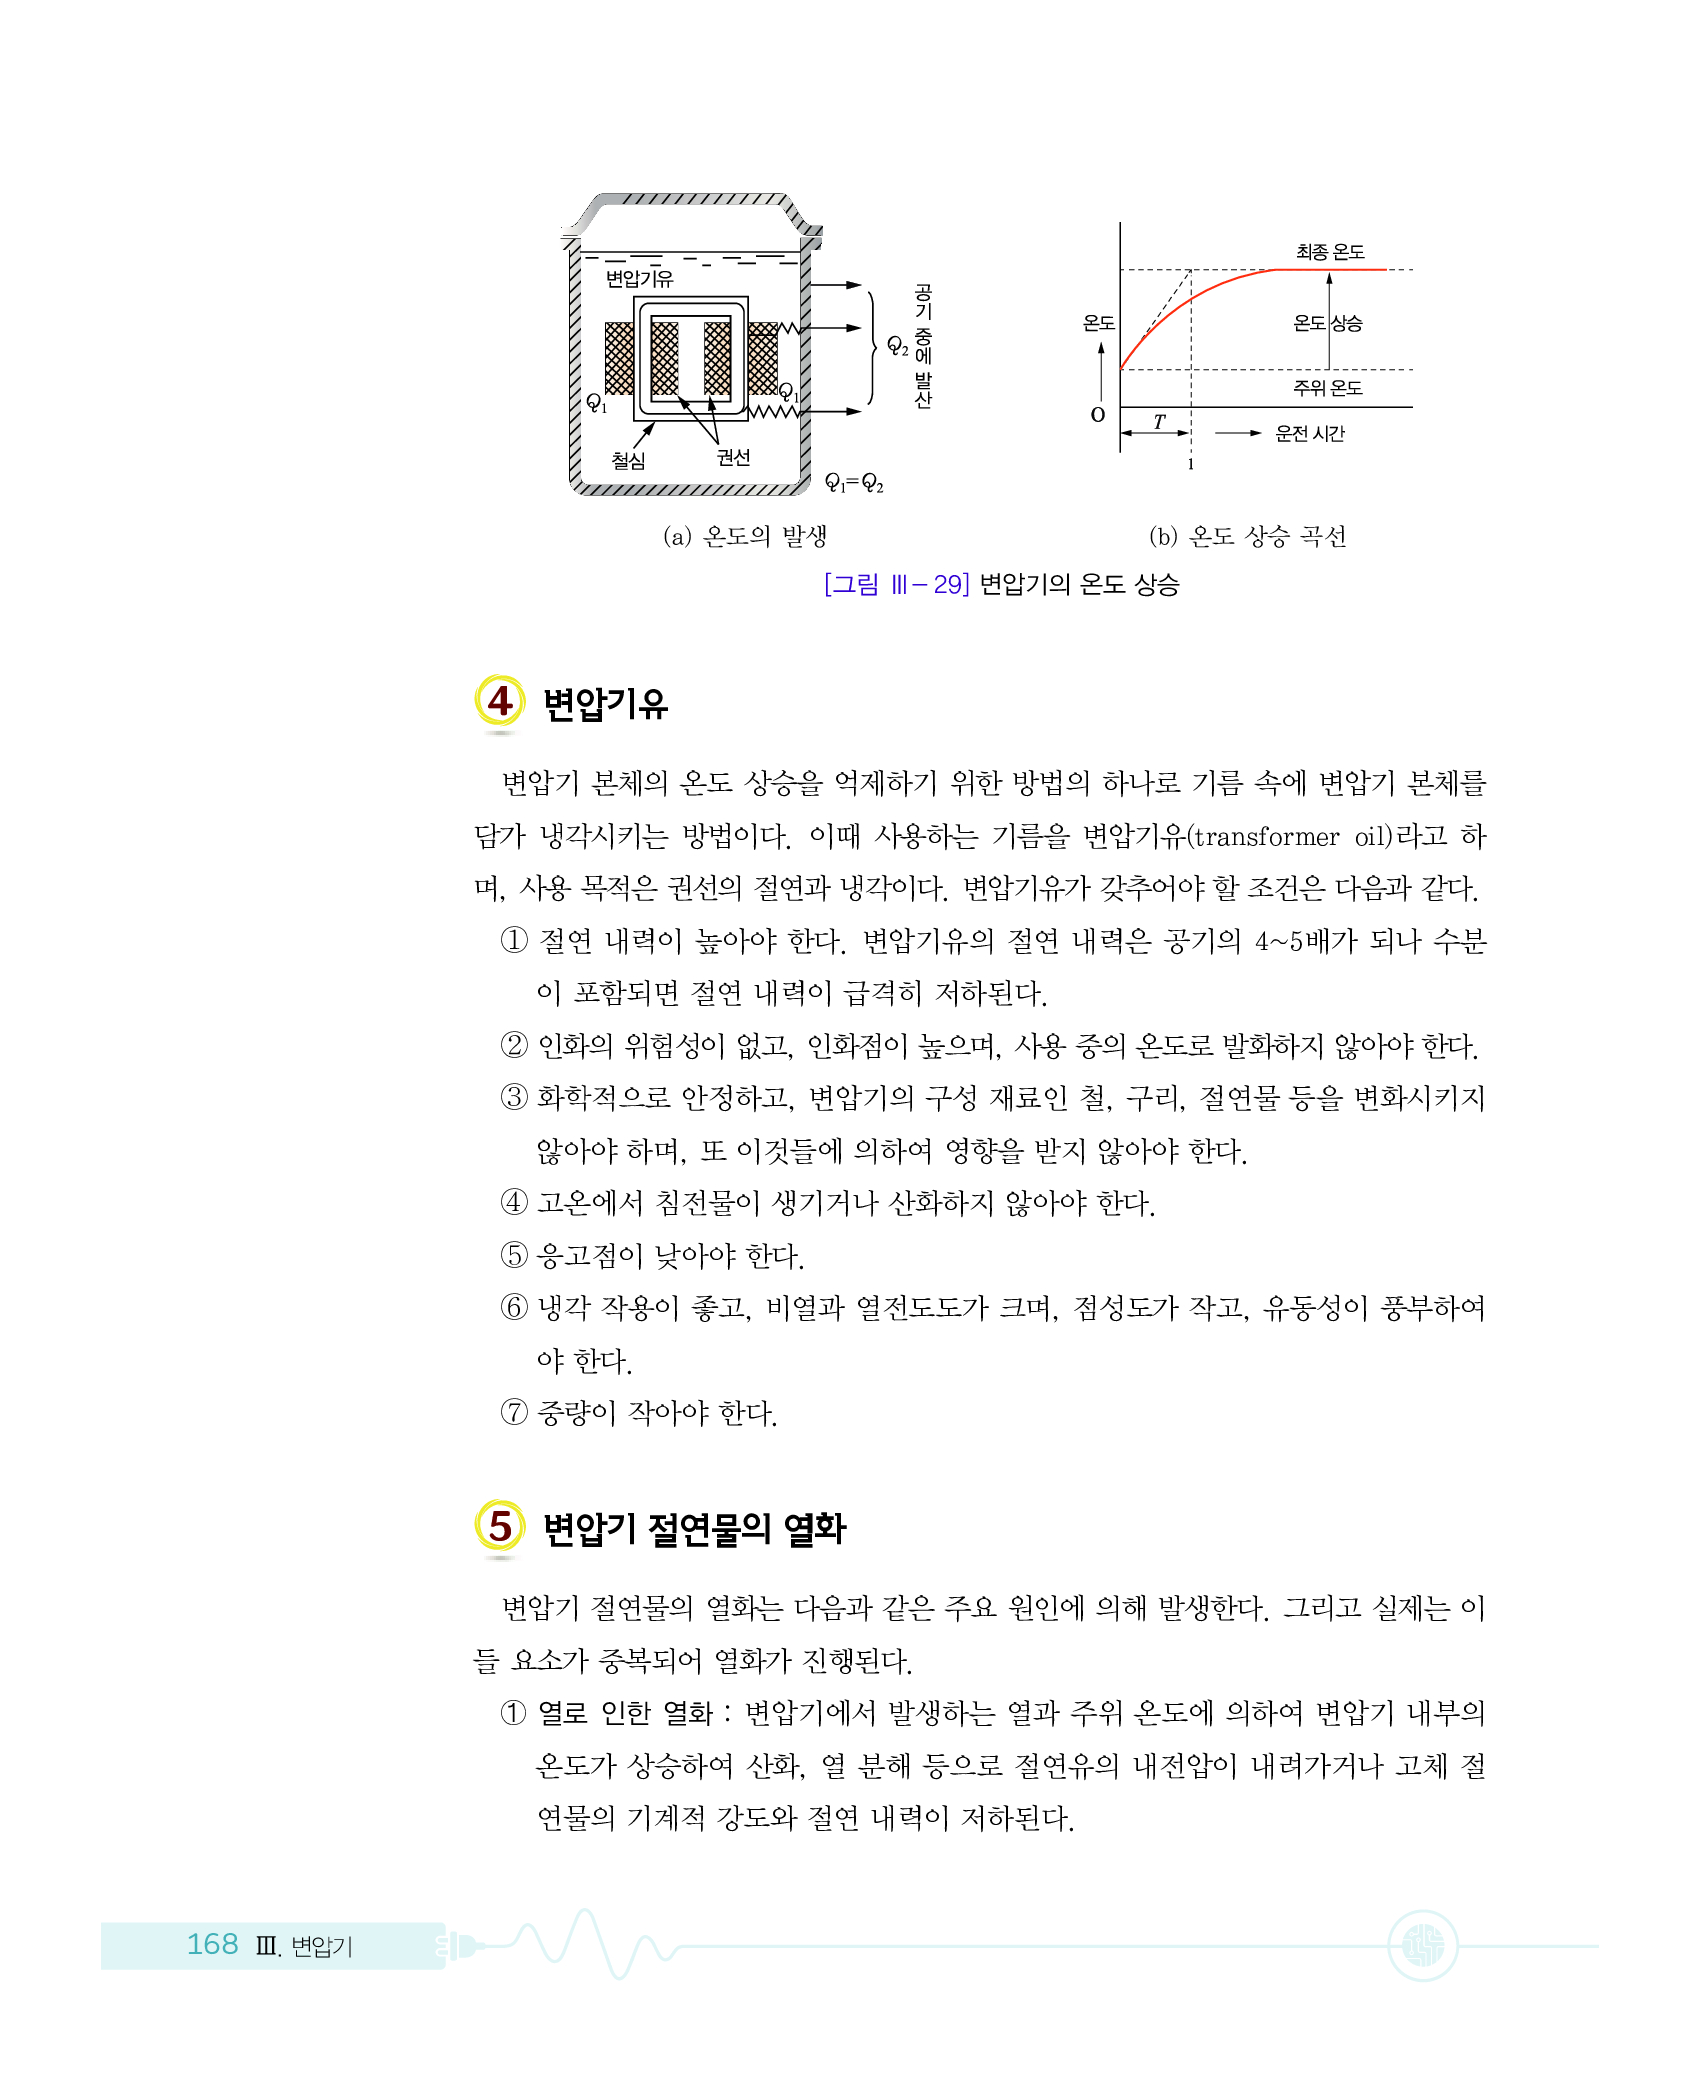 변압기유
Q₁
Q₁
철심
권선
Q₂
공기 중에 발산
Q₁=Q₂
(a) 온도의 발생
최종 온도
온도
온도 상승
주위 온도
O
T
운전 시간
1
(b) 온도 상승 곡선
[그림 Ⅲ-29] 변압기의 온도 상승
4 변압기유
변압기 본체의 온도 상승을 억제하기 위한 방법의 하나로 기름 속에 변압기 본체를
담가 냉각시키는 방법이다. 이때 사용하는 기름을 변압기유(transformer oil)라고 하
며, 사용 목적은 권선의 절연과 냉각이다. 변압기유가 갖추어야 할 조건은 다음과 같다.
① 절연 내력이 높아야 한다. 변압기유의 절연 내력은 공기의 4~5배가 되나 수분
이 포함되면 절연 내력이 급격히 저하된다.
② 인화의 위험성이 없고, 인화점이 높으며, 사용 중의 온도로 발화하지 않아야 한다.
③ 화학적으로 안정하고, 변압기의 구성 재료인 철, 구리, 절연물 등을 변화시키지
않아야 하며, 또 이것들에 의하여 영향을 받지 않아야 한다.
④ 고온에서 침전물이 생기거나 산화하지 않아야 한다.
⑤ 응고점이 낮아야 한다.
⑥ 냉각 작용이 좋고, 비열과 열전도도가 크며, 점성도가 작고, 유동성이 풍부하여
야 한다.
⑦ 중량이 작아야 한다.
5 변압기 절연물의 열화
변압기 절연물의 열화는 다음과 같은 주요 원인에 의해 발생한다. 그리고 실제는 이
들 요소가 중복되어 열화가 진행된다.
① 열로 인한 열화 : 변압기에서 발생하는 열과 주위 온도에 의하여 변압기 내부의
온도가 상승하여 산화, 열 분해 등으로 절연유의 내전압이 내려가거나 고체 절
연물의 기계적 강도와 절연 내력이 저하된다.
168 Ⅲ. 변압기